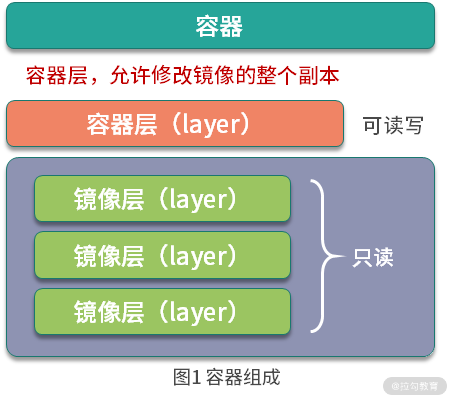 容器
容器层，允许修改镜像的整个副本
容器层（layer）
可读写
镜像层（layer）
镜像层（layer）
镜像层（layer）
只读
图1 容器组成
@拉勾教育